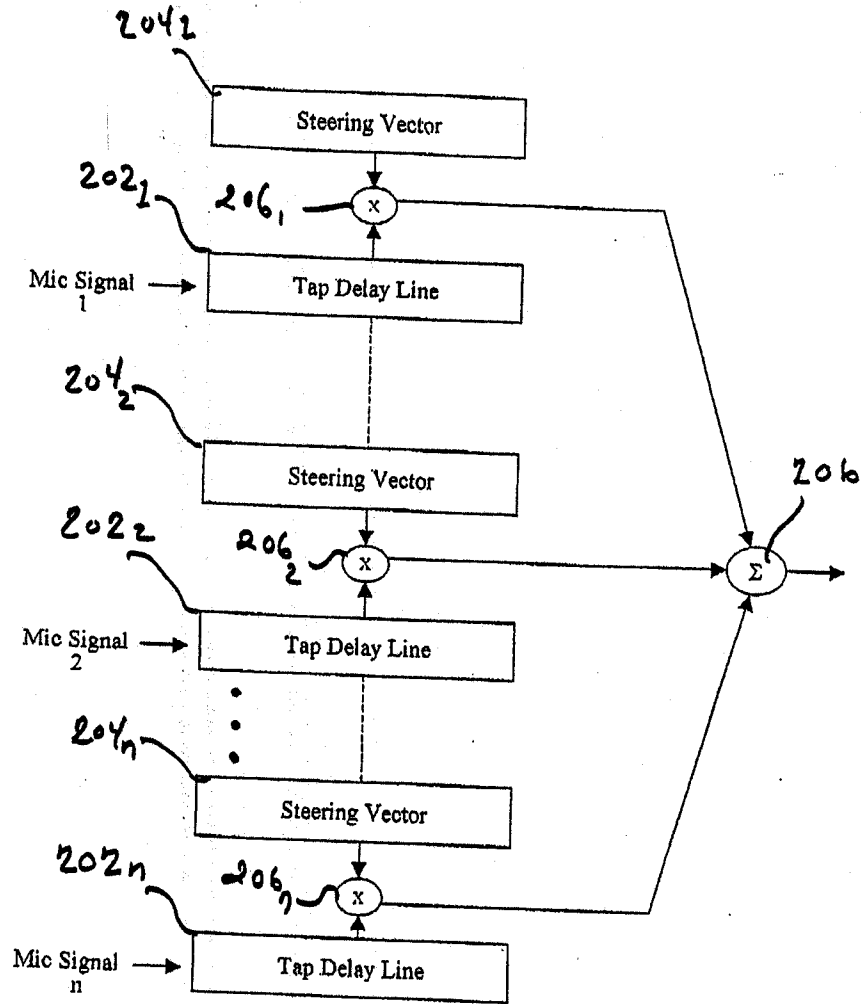 204₁
Steering Vector
202₁
206₁
X
Mic Signal
1
Tap Delay Line
204₂
Steering Vector
202₂
206₂
X
206
Σ
Mic Signal
2
Tap Delay Line
204ₙ
Steering Vector
202ₙ
206ₙ
X
Mic Signal
n
Tap Delay Line